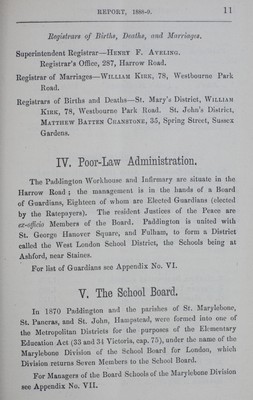 REPORT, 1888-9. 11
Registrars of Births, Deaths, and Marriages.
Superintendent Registrar—HENRY F. AVELING.
Registrar's Office, 287, Harrow Road.
Registrar of Marriages—WILLIAM KIRK, 78, Westbourne Park
Road.
Registrars of Births and Deaths—St. Mary's District, WILLIAM
KIRK, 78, Westbourne Park Road. St. John's District,
MATTHEW BATTEN CRANSTONE, 35, Spring Street, Sussex
Gardens.
IV. Poor-Law Administration.
The Paddington Workhouse and Infirmary are situate in the
Harrow Road; the management is in the hands of a Board
of Guardians, Eighteen of whom are Elected Guardians (elected
by the Ratepayers). The resident Justices of the Peace are
ex-officio Members of the Board. Paddington is united with
St. George Hanover Square, and Fulham, to form a District
called the West London School District, the Schools being at
Ashford, near Staines.
For list of Guardians see Appendix No. VI.
V. The School Board.
In 1870 Paddington and the parishes of St. Marylebone,
St. Pancras, and St. John, Hampstead, were formed into one of
the Metropolitan Districts for the purposes of the Elementary
Education Act (33 and 34 Victoria, cap. 75), under the name of the
Marylebone Division of the School Board for London, which
Division returns Seven Members to the School Board.
For Managers of the Board Schools of the Marylebone Division
see Appendix No. VII.